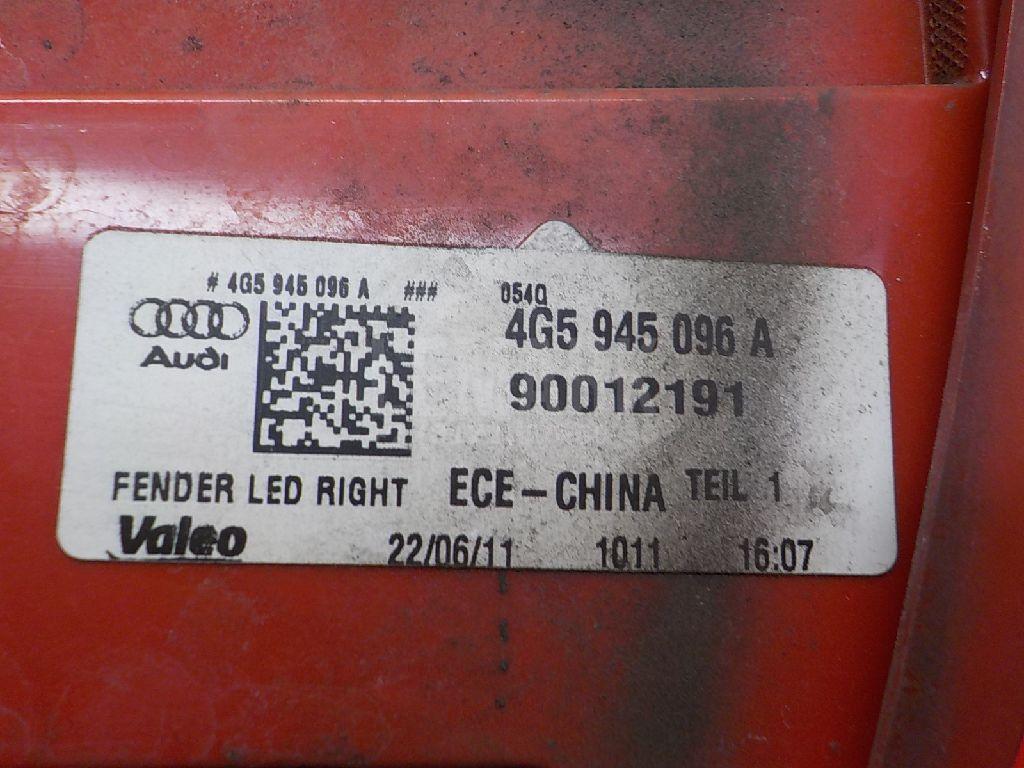 # 4G5 945 096 A ### 054Q
Audi
4G5 945 096 A
90012191
FENDER LED RIGHT ECE-CHINA TEIL 1
Valeo 22/06/11 1011 16:07